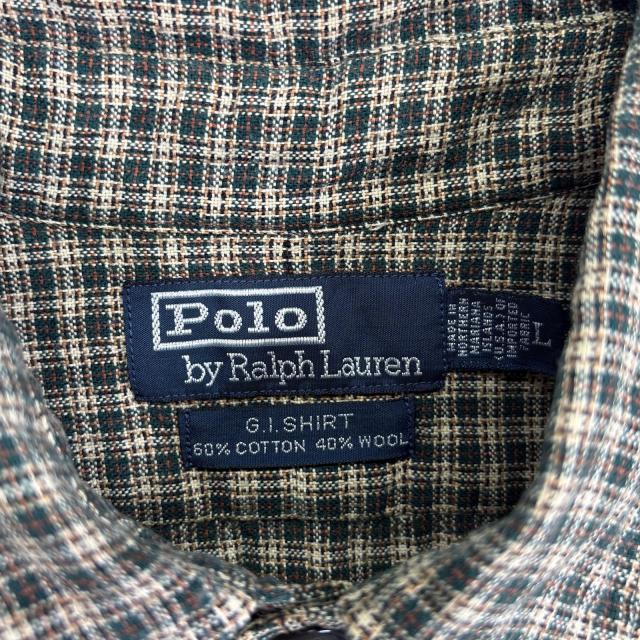 Polo
by Ralph Lauren
MADE IN
NORTHERN
MARIANA
ISLANDS
(U.S.A.) OF
IMPORTED
FABRIC
L
G.I.SHIRT
60% COTTON 40% WOOL